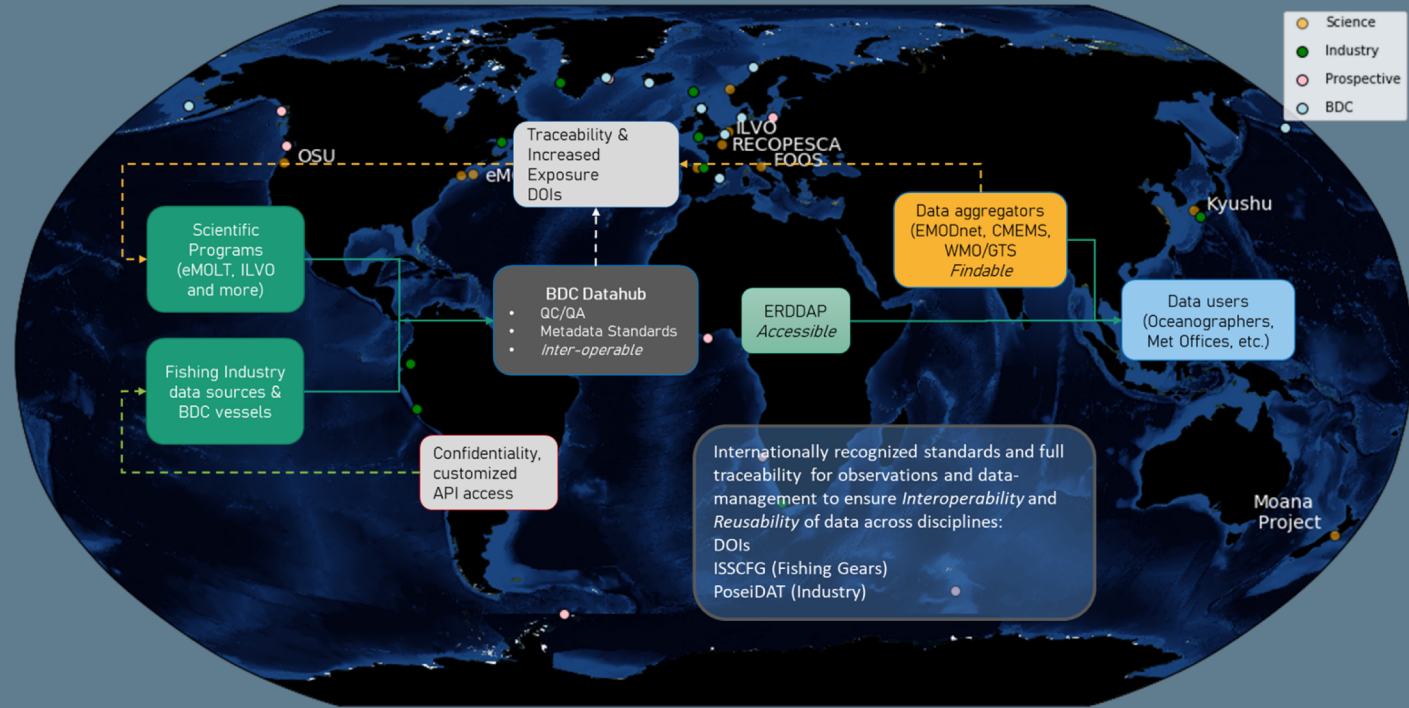 Science
Industry
Prospective
BDC
ILVO
RECOPESCA
FOOS
OSU
Traceability &
Increased
Exposure
DOIs
Kyushu
Scientific
Programs
(eMOLT, ILVO
and more)
Data aggregators
(EMODnet, CMEMS,
WMO/GTS
Findable
BDC Datahub
• QC/QA
• Metadata Standards
• Inter-operable
ERDDAP
Accessible
Data users
(Oceanographers,
Met Offices, etc.)
Fishing Industry
data sources &
BDC vessels
Confidentiality,
customized
API access
Internationally recognized standards and full
traceability for observations and data-
management to ensure Interoperability and
Reusability of data across disciplines:
DOIs
ISSCFG (Fishing Gears)
PoseiDAT (Industry)
Moana
Project